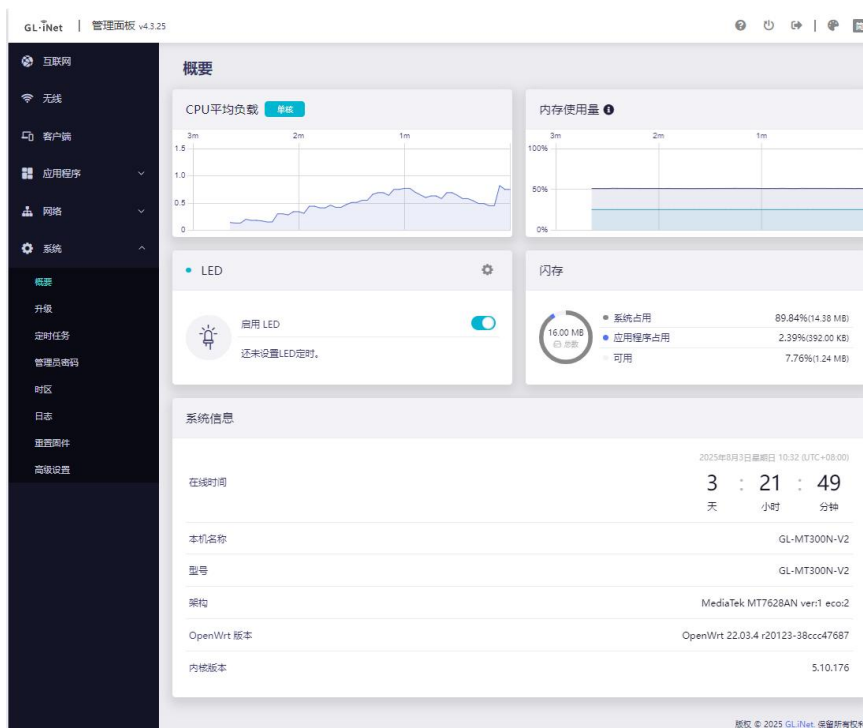 GL·iNet | 管理面板 v4.3.25
互联网
无线
客户端
应用程序
网络
系统
概要
升级
定时任务
管理员密码
时区
日志
重置固件
高级设置
概要
CPU平均负载 单核
3m 2m 1m
1.5
1.0
0.5
0
内存使用量
3m 2m 1m
100%
50%
0%
LED
启用 LED
还未设置LED定时。
闪存
16.00 MB
总数
系统占用 89.84%(14.38 MB)
应用程序占用 2.39%(392.00 KB)
可用 7.76%(1.24 MB)
系统信息
2025年8月3日星期日 10:32 (UTC+08:00)
在线时间 3 : 21 : 49
天 小时 分钟
本机名称 GL-MT300N-V2
型号 GL-MT300N-V2
架构 MediaTek MT7628AN ver:1 eco:2
OpenWrt 版本 OpenWrt 22.03.4 r20123-38ccc47687
内核版本 5.10.176
版权 © 2025 GL.iNet. 保留所有权